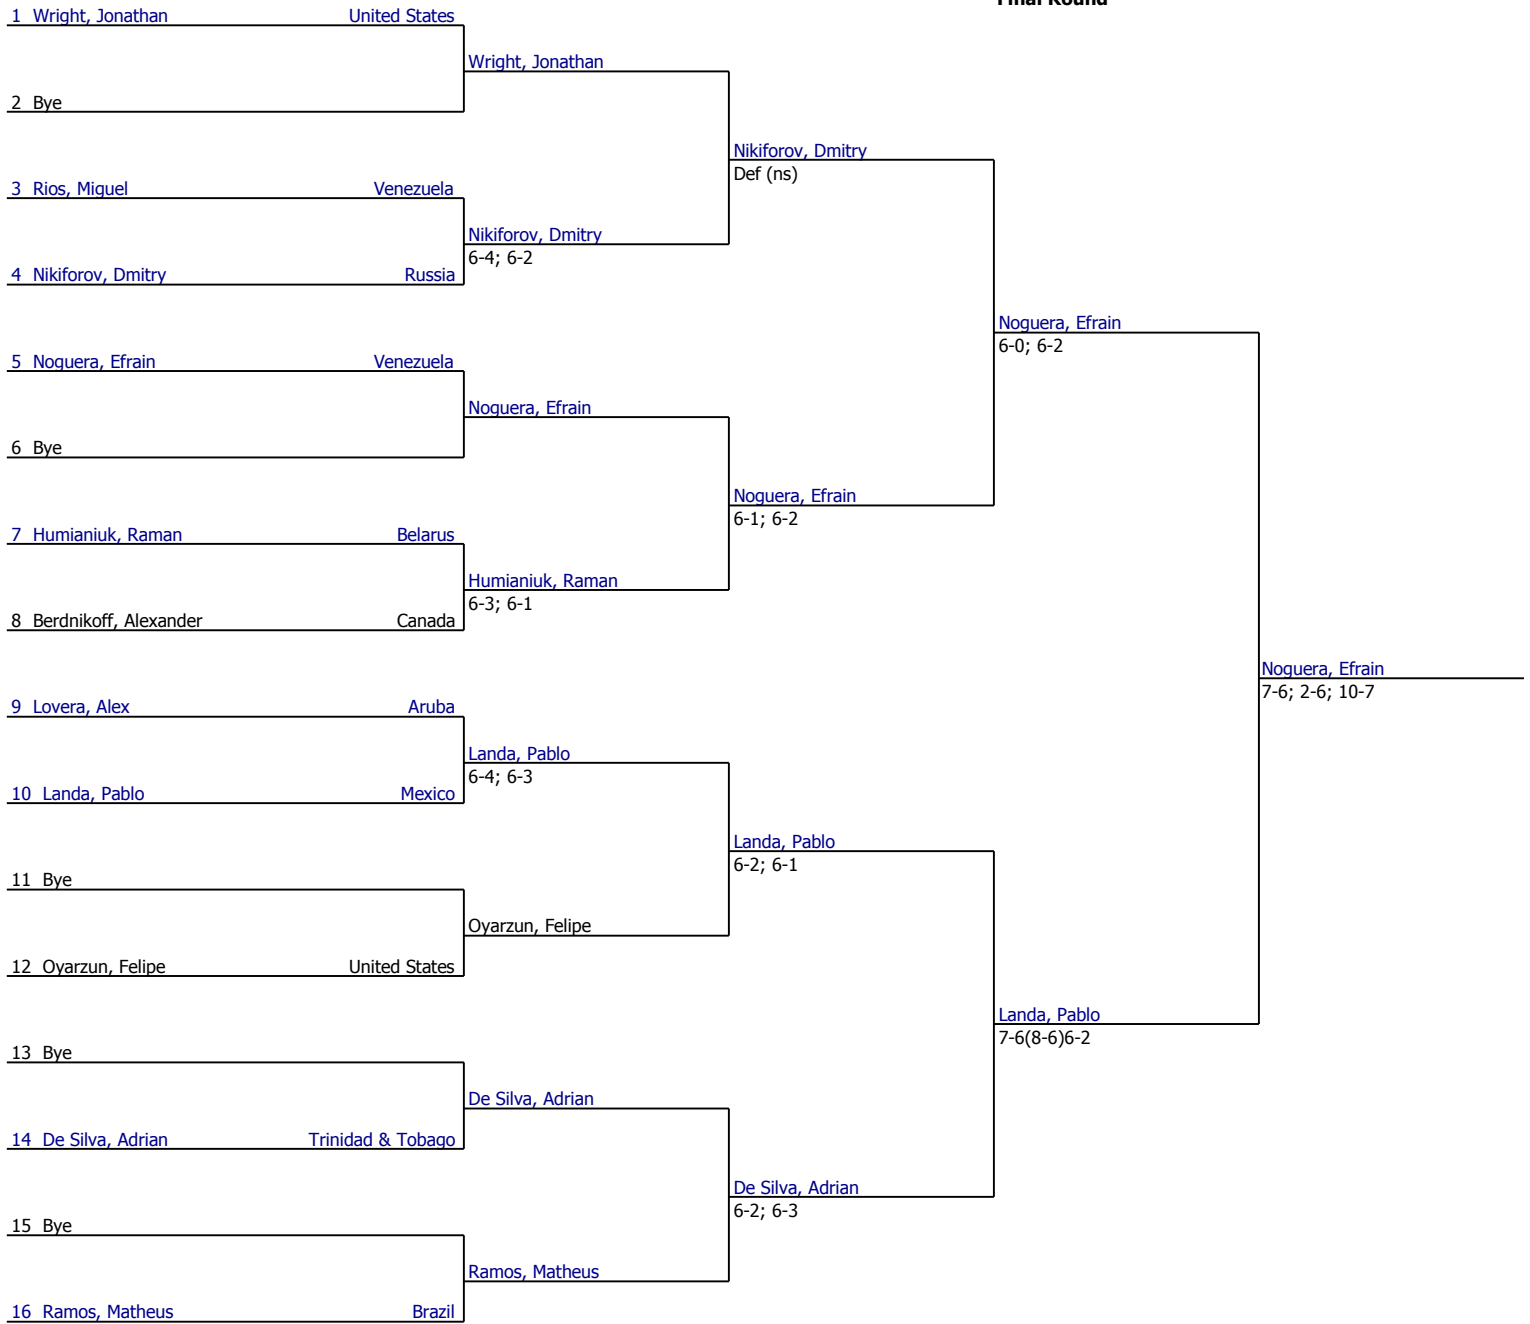 Final Round
1 Wright, Jonathan United States
Wright, Jonathan
2 Bye
Nikiforov, Dmitry
Def (ns)
3 Rios, Miguel Venezuela
Nikiforov, Dmitry
6-4; 6-2
4 Nikiforov, Dmitry Russia
Noguera, Efrain
6-0; 6-2
5 Noguera, Efrain Venezuela
Noguera, Efrain
6 Bye
Noguera, Efrain
6-1; 6-2
7 Humianiuk, Raman Belarus
Humianiuk, Raman
6-3; 6-1
8 Berdnikoff, Alexander Canada
Noguera, Efrain
7-6; 2-6; 10-7
9 Lovera, Alex Aruba
Landa, Pablo
6-4; 6-3
10 Landa, Pablo Mexico
Landa, Pablo
6-2; 6-1
11 Bye
Oyarzun, Felipe
12 Oyarzun, Felipe United States
Landa, Pablo
7-6(8-6)6-2
13 Bye
De Silva, Adrian
14 De Silva, Adrian Trinidad & Tobago
De Silva, Adrian
6-2; 6-3
15 Bye
Ramos, Matheus
16 Ramos, Matheus Brazil